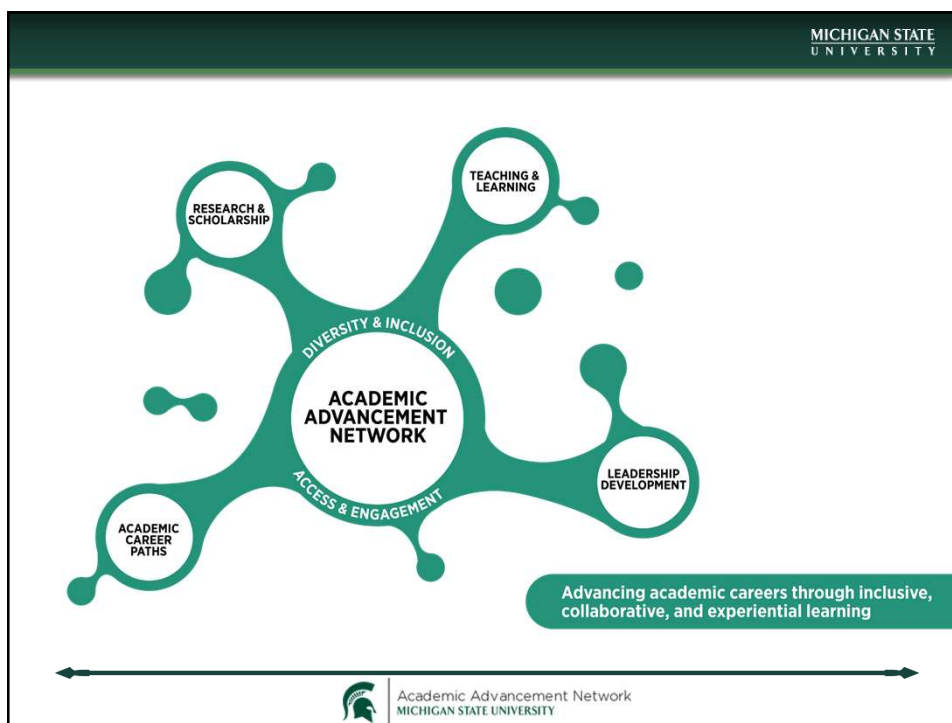 MICHIGAN STATE
UNIVERSITY
TEACHING &
LEARNING
RESEARCH &
SCHOLARSHIP
DIVERSITY & INCLUSION
ACADEMIC
ADVANCEMENT
NETWORK
ACCESS & ENGAGEMENT
LEADERSHIP
DEVELOPMENT
ACADEMIC
CAREER
PATHS
Advancing academic careers through inclusive,
collaborative, and experiential learning
Academic Advancement Network
MICHIGAN STATE UNIVERSITY